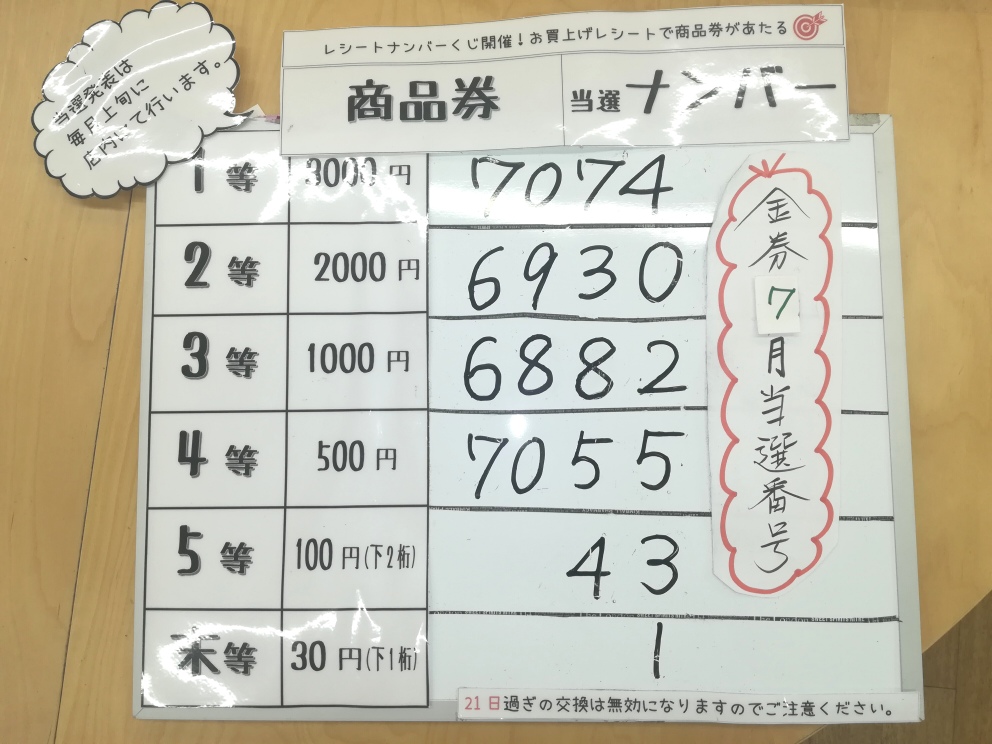 当選発表は
毎月上旬に
店内にて行います。
レシートナンバーくじ開催！お買上げレシートで商品券があたる
商品券 当選ナンバー
1等 3000円 7074
2等 2000円 6930
3等 1000円 6882
4等 500円 7055
5等 100円(下2桁) 43
末等 30円(下1桁) 1
金券7月当選番号
21日過ぎの交換は無効になりますのでご注意ください。